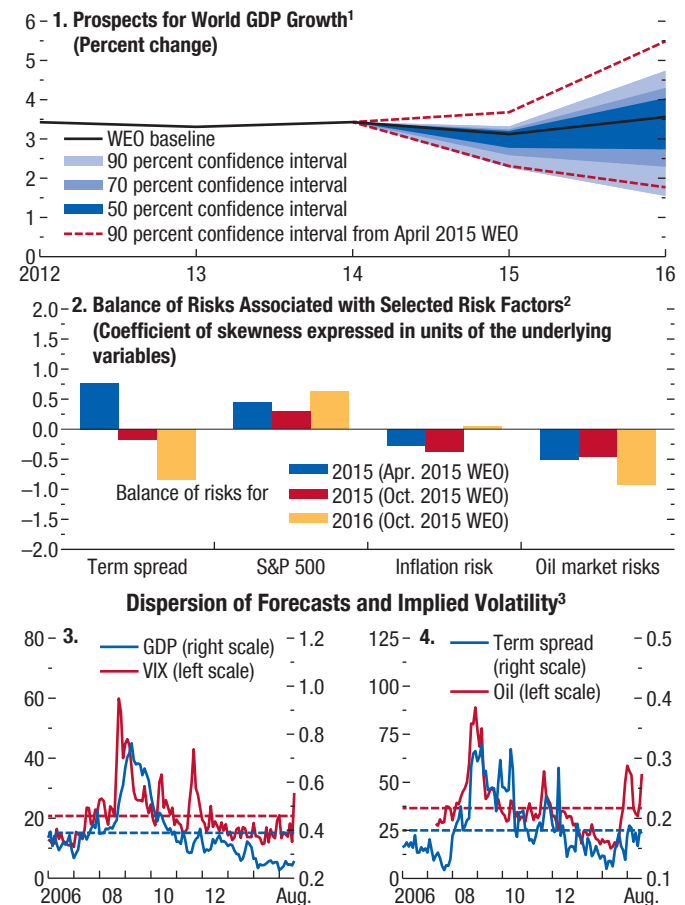 1. Prospects for World GDP Growth¹
(Percent change)
6
5
4
3
2
1
0
WEO baseline
90 percent confidence interval
70 percent confidence interval
50 percent confidence interval
90 percent confidence interval from April 2015 WEO
2012 13 14 15 16
2. Balance of Risks Associated with Selected Risk Factors²
(Coefficient of skewness expressed in units of the underlying
variables)
2.0
1.5
1.0
0.5
0.0
−0.5
−1.0
−1.5
−2.0
Balance of risks for
2015 (Apr. 2015 WEO)
2015 (Oct. 2015 WEO)
2016 (Oct. 2015 WEO)
Term spread S&P 500 Inflation risk Oil market risks
Dispersion of Forecasts and Implied Volatility³
3.
GDP (right scale)
VIX (left scale)
80
60
40
20
0
1.2
1.0
0.8
0.6
0.4
0.2
2006 08 10 12 Aug.
4.
Term spread
(right scale)
Oil (left scale)
125
100
75
50
25
0
0.5
0.4
0.3
0.2
0.1
2006 08 10 12 Aug.